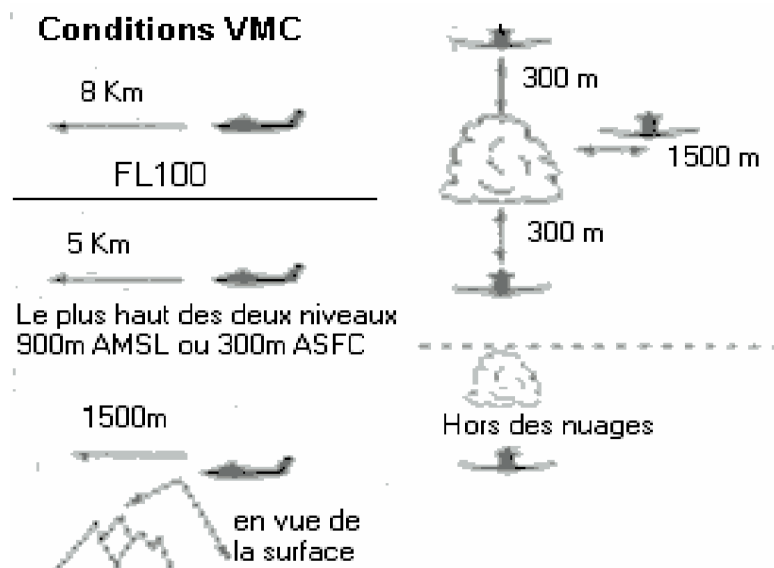 Conditions VMC
8 Km
FL100
5 Km
Le plus haut des deux niveaux
900m AMSL ou 300m ASFC
1500m
en vue de
la surface
300 m
1500 m
300 m
Hors des nuages